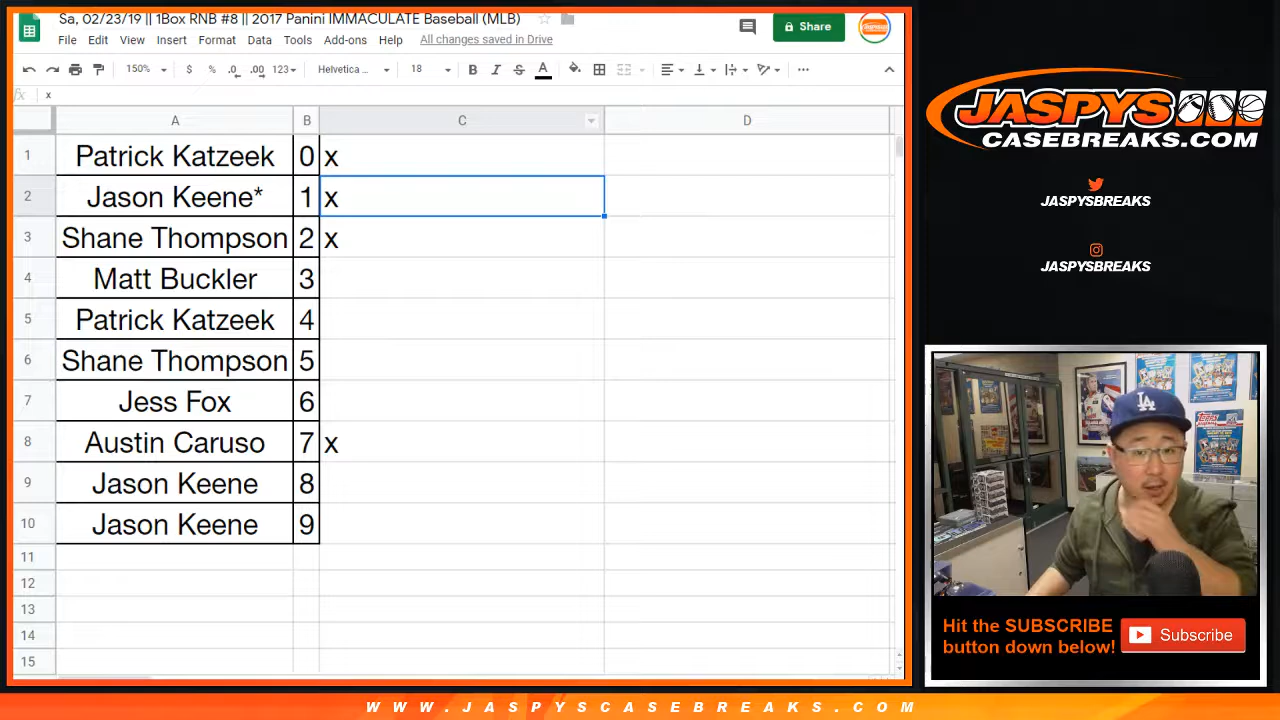 Sa, 02/23/19 || 1Box RNB #8 || 2017 Panini IMMACULATE Baseball (MLB)
File Edit View Insert Format Data Tools Add-ons Help All changes saved in Drive
Share
150% $ % .0 .00 123 Helvetica ... 18 B I S A
fx x
A B C D
1 Patrick Katzeek 0 x
2 Jason Keene* 1 x
3 Shane Thompson 2 x
4 Matt Buckler 3
5 Patrick Katzeek 4
6 Shane Thompson 5
7 Jess Fox 6
8 Austin Caruso 7 x
9 Jason Keene 8
10 Jason Keene 9
11
12
13
14
15
JASPYS
CASEBREAKS.COM
JASPYSBREAKS
JASPYSBREAKS
LA
Topps
Hit the SUBSCRIBE
button down below!
Subscribe
WWW.JASPYSCASEBREAKS.COM